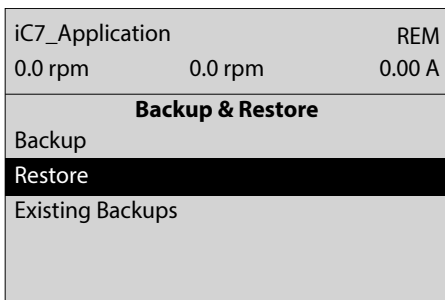 iC7_Application REM
0.0 rpm 0.0 rpm 0.00 A
Backup & Restore
Backup
Restore
Existing Backups